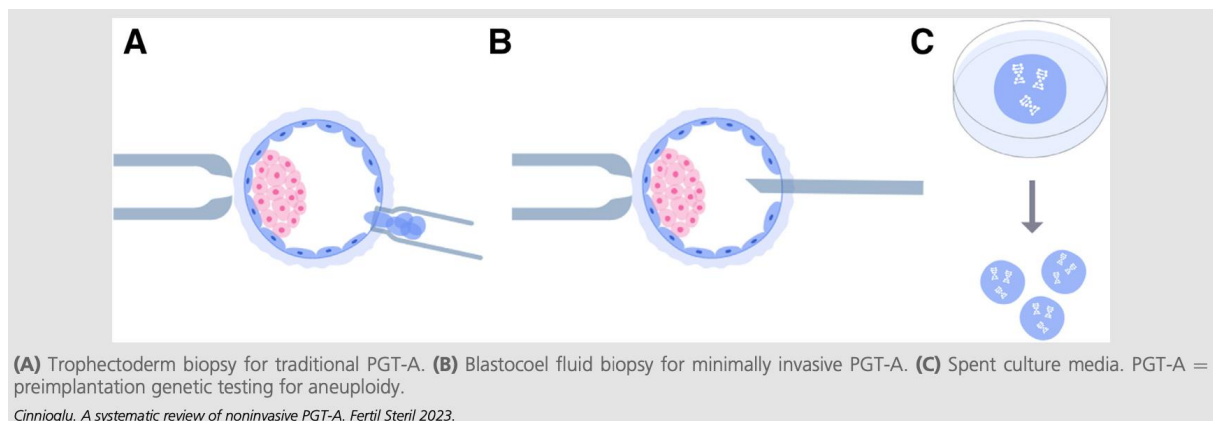 A B C
(A) Trophectoderm biopsy for traditional PGT-A. (B) Blastocoel fluid biopsy for minimally invasive PGT-A. (C) Spent culture media. PGT-A =
preimplantation genetic testing for aneuploidy.
Cinnioglu. A systematic review of noninvasive PGT-A. Fertil Steril 2023.